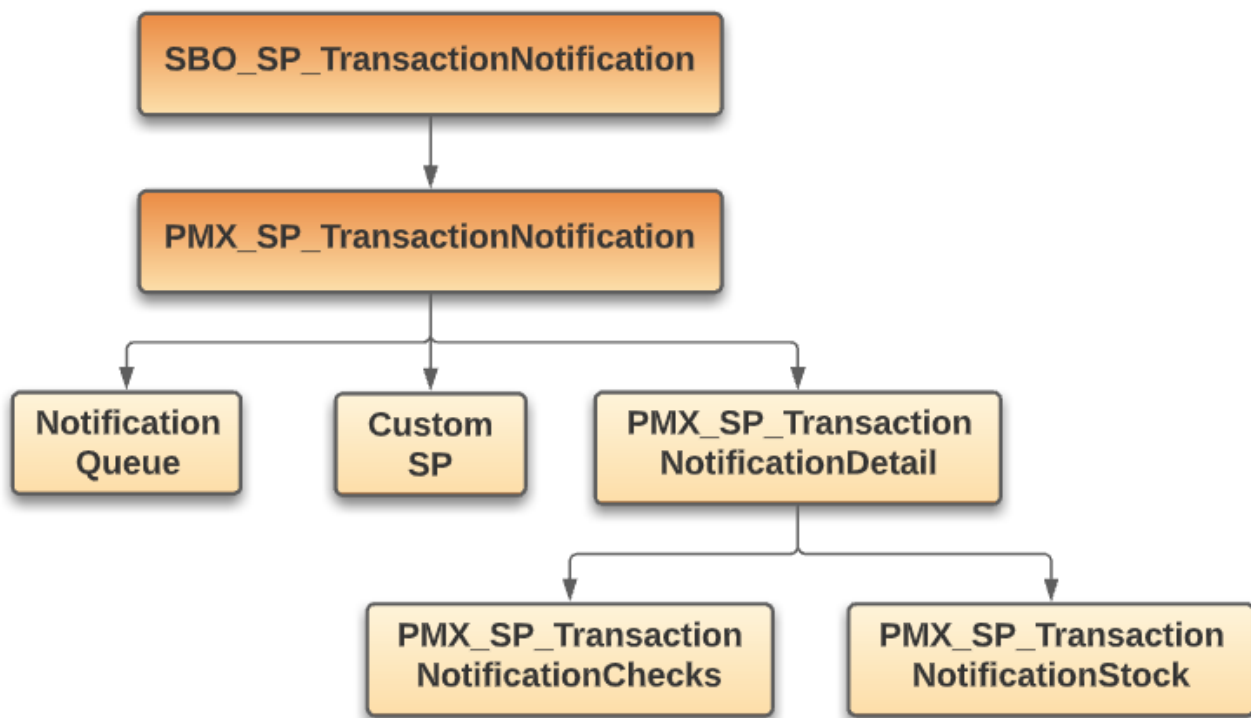 SBO_SP_TransactionNotification
PMX_SP_TransactionNotification
Notification
Queue
Custom
SP
PMX_SP_Transaction
NotificationDetail
PMX_SP_Transaction
NotificationChecks
PMX_SP_Transaction
NotificationStock